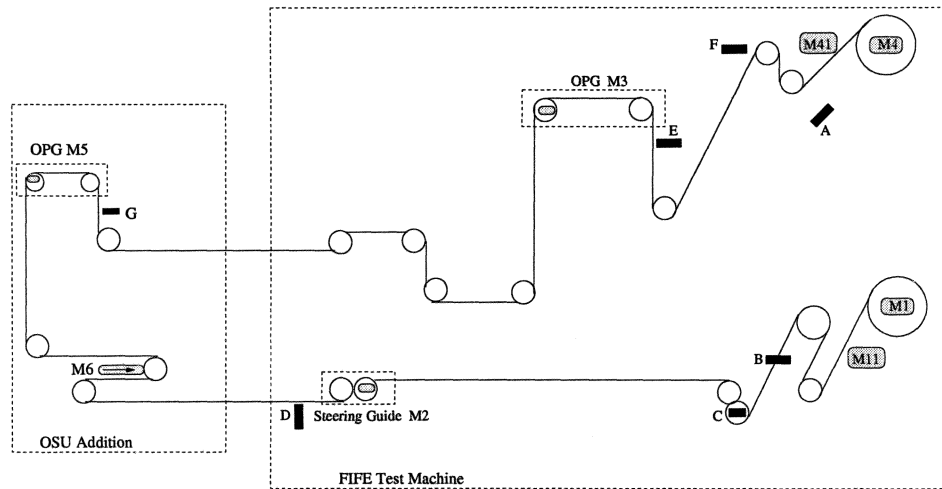 F
M41
M4
OPG M3
A
E
OPG M5
G
M1
M6
B
M11
D
Steering Guide M2
C
OSU Addition
FIFE Test Machine